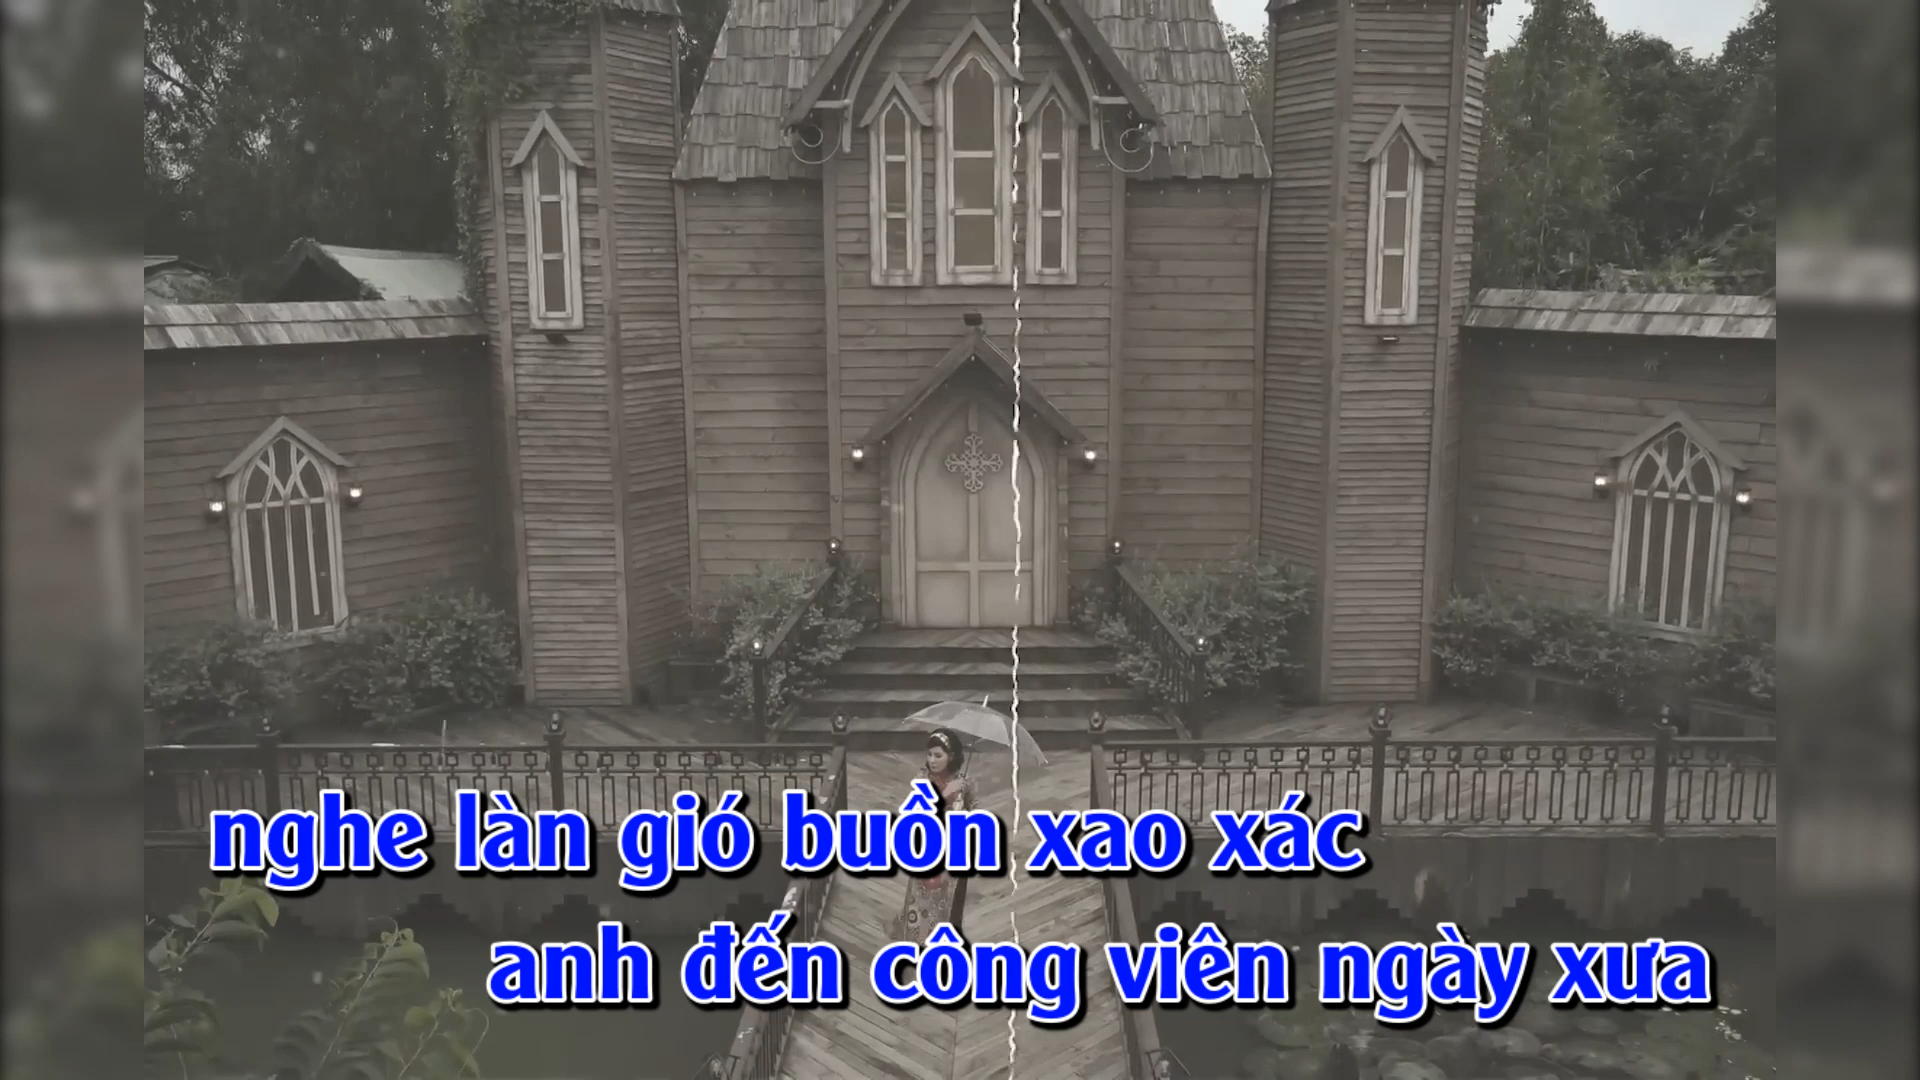 nghe làn gió buồn xao xác
anh đến công viên ngày xưa